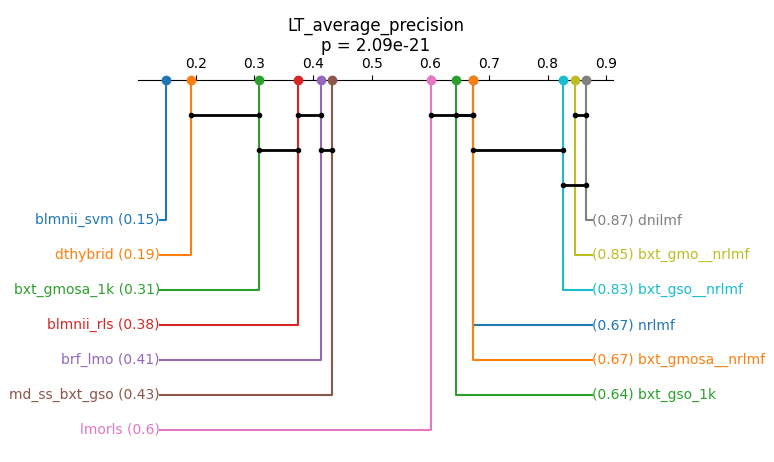 LT_average_precision
p = 2.09e-21
0.2 0.3 0.4 0.5 0.6 0.7 0.8 0.9
blmnii_svm (0.15)
(0.87) dnilmf
dthybrid (0.19)
(0.85) bxt_gmo__nrlmf
bxt_gmosa_1k (0.31)
(0.83) bxt_gso__nrlmf
blmnii_rls (0.38)
(0.67) nrlmf
brf_lmo (0.41)
(0.67) bxt_gmosa__nrlmf
md_ss_bxt_gso (0.43)
(0.64) bxt_gso_1k
lmorls (0.6)